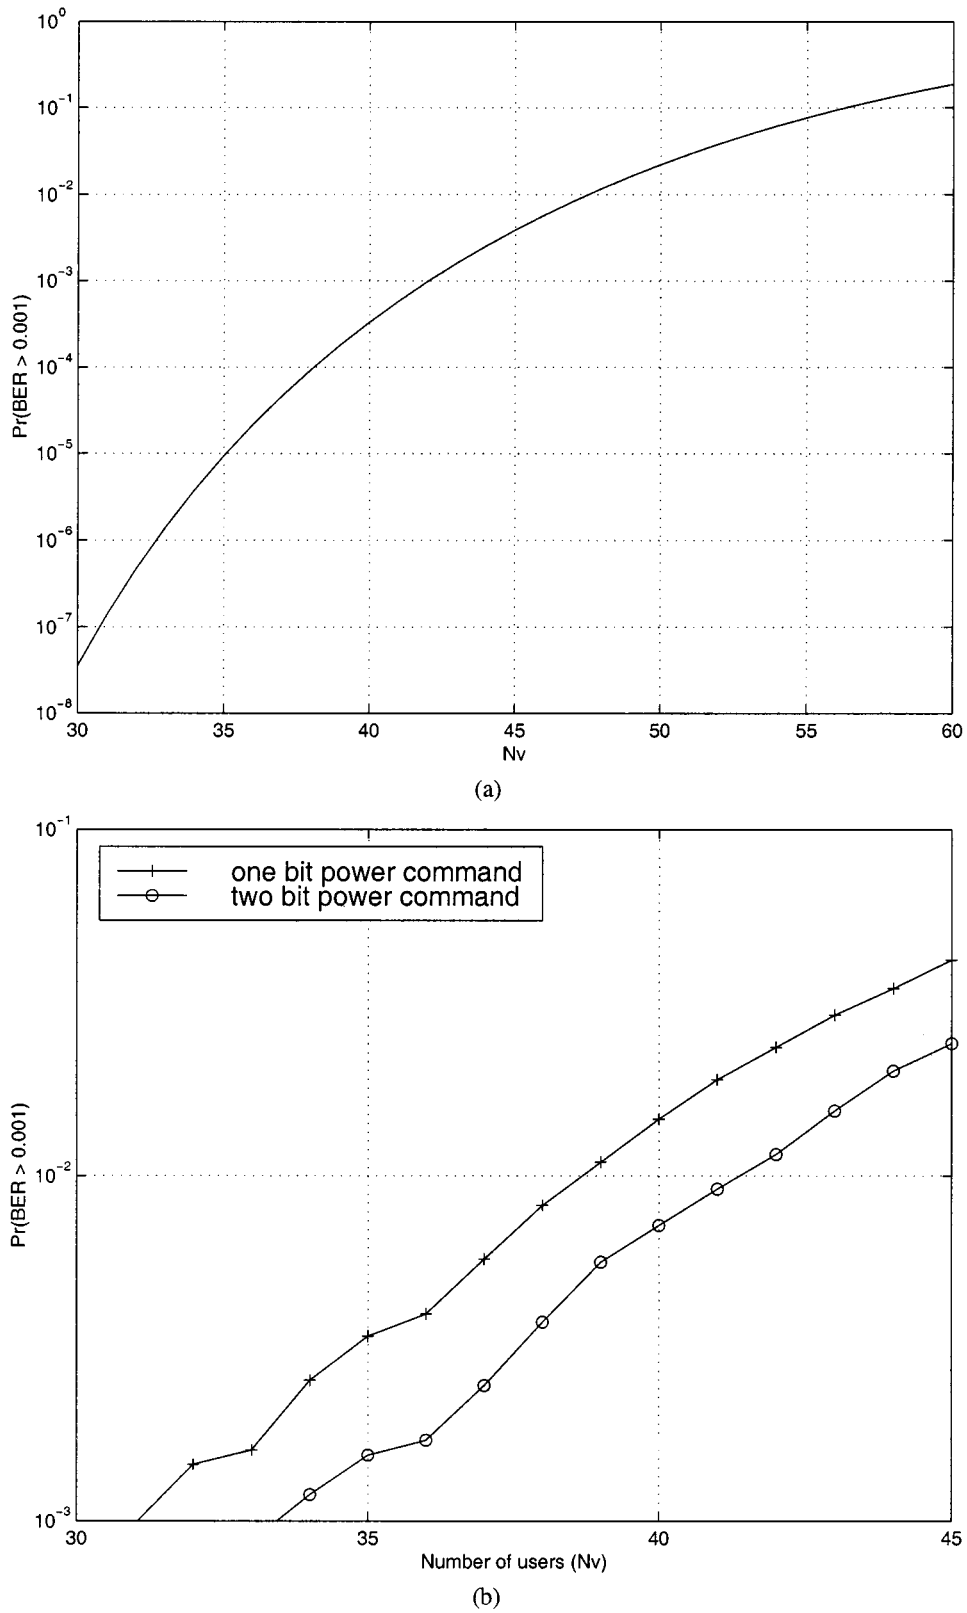 10^0
10^-1
10^-2
10^-3
10^-4
10^-5
10^-6
10^-7
10^-8
Pr(BER > 0.001)
30 35 40 45 50 55 60
Nv
(a)
10^-1
one bit power command
two bit power command
10^-2
10^-3
Pr(BER > 0.001)
30 35 40 45
Number of users (Nv)
(b)